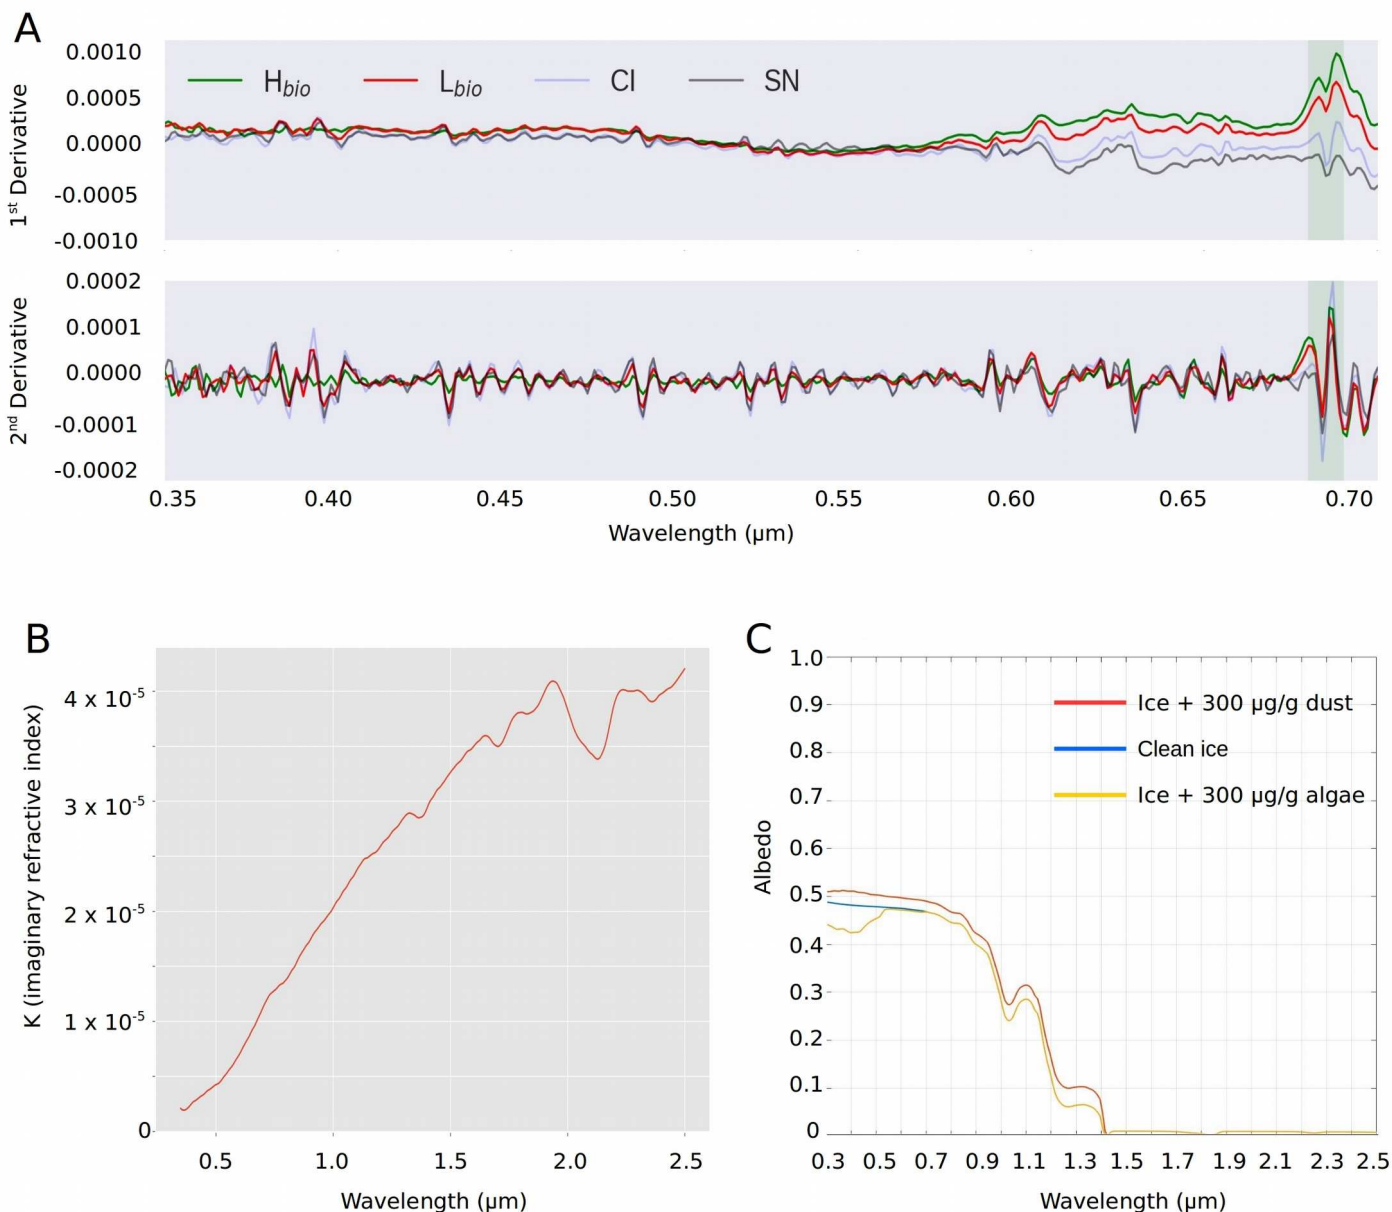 A
1st Derivative
0.0010
0.0005
0.0000
-0.0005
-0.0010
Hbio Lbio CI SN
2nd Derivative
0.0002
0.0001
0.0000
-0.0001
-0.0002
0.35 0.40 0.45 0.50 0.55 0.60 0.65 0.70
Wavelength (µm)
B
K (imaginary refractive index)
4 x 10-5
3 x 10-5
2 x 10-5
1 x 10-5
0
0.5 1.0 1.5 2.0 2.5
Wavelength (µm)
C
Albedo
1.0
0.9
0.8
0.7
0.6
0.5
0.4
0.3
0.2
0.1
0
Ice + 300 µg/g dust
Clean ice
Ice + 300 µg/g algae
0.3 0.5 0.7 0.9 1.1 1.3 1.5 1.7 1.9 2.1 2.3 2.5
Wavelength (µm)